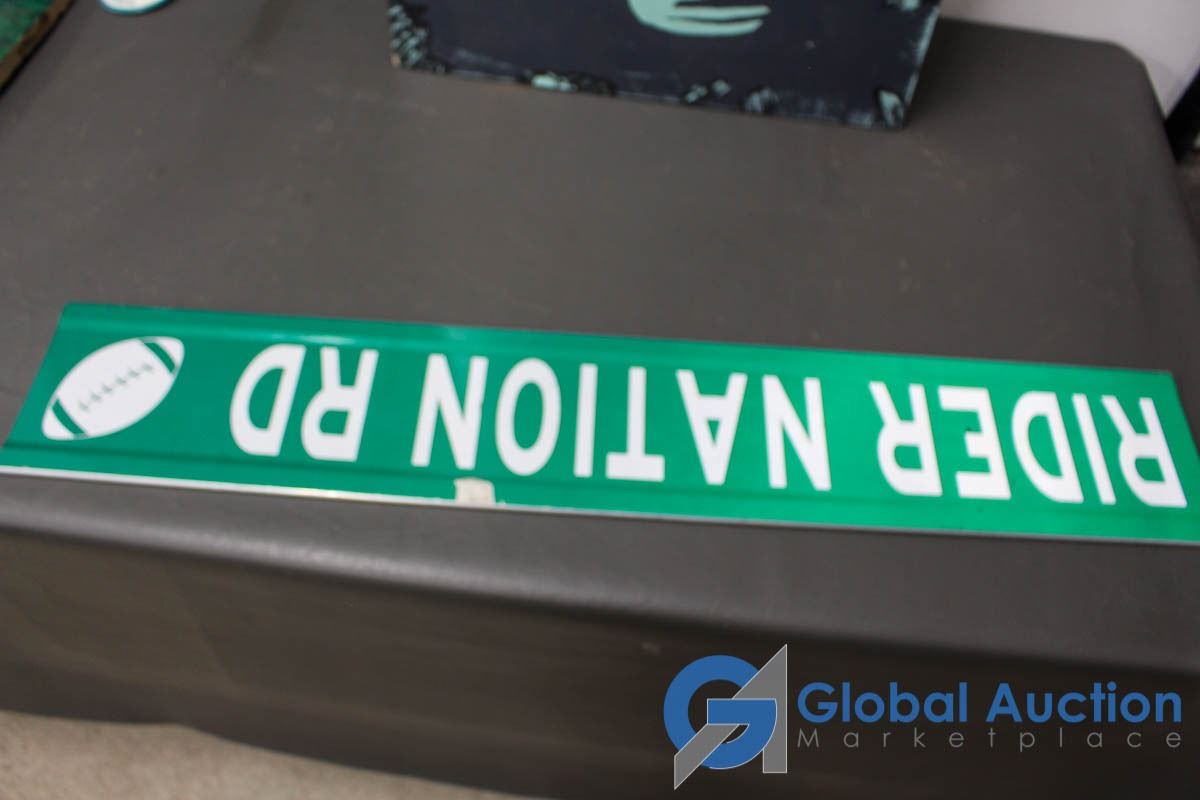 RIDER NATION RD
Global Auction
Marketplace